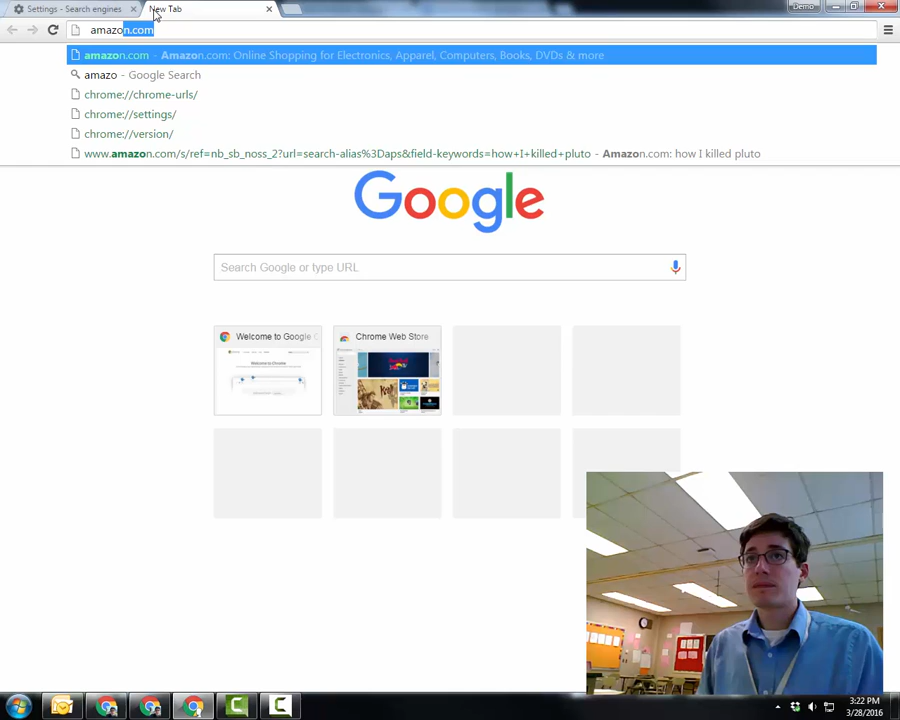 Settings - Search engines
New Tab
Demo
amazon.com
amazon.com - Amazon.com: Online Shopping for Electronics, Apparel, Computers, Books, DVDs & more
amazo - Google Search
chrome://chrome-urls/
chrome://settings/
chrome://version/
www.amazon.com/s/ref=nb_sb_noss_2?url=search-alias%3Daps&field-keywords=how+I+killed+pluto - Amazon.com: how I killed pluto
Google
Search Google or type URL
Welcome to Google C
Chrome Web Store
3:22 PM
3/28/2016